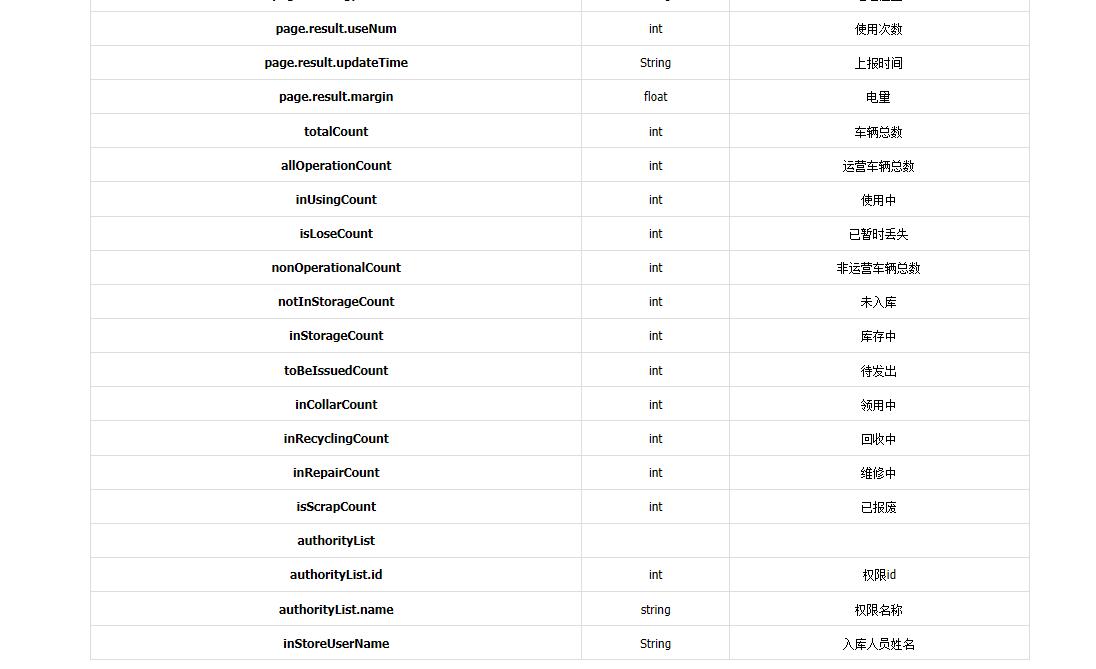 page.result.useNum int 使用次数
page.result.updateTime String 上报时间
page.result.margin float 电量
totalCount int 车辆总数
allOperationCount int 运营车辆总数
inUsingCount int 使用中
isLoseCount int 已暂时丢失
nonOperationalCount int 非运营车辆总数
notInStorageCount int 未入库
inStorageCount int 库存中
toBeIssuedCount int 待发出
inCollarCount int 领用中
inRecyclingCount int 回收中
inRepairCount int 维修中
isScrapCount int 已报废
authorityList
authorityList.id int 权限id
authorityList.name string 权限名称
inStoreUserName String 入库人员姓名